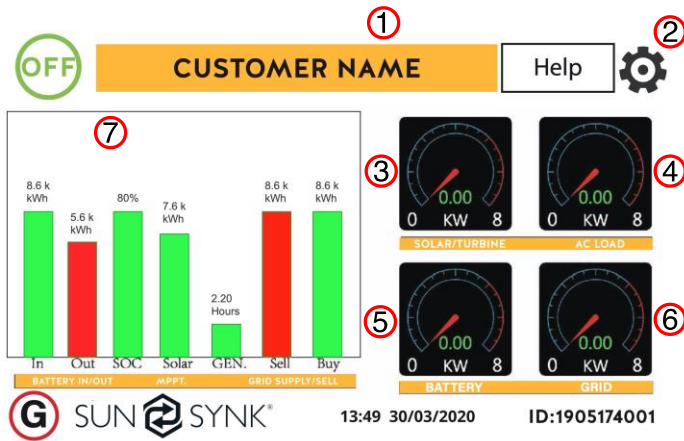 1
2
OFF
CUSTOMER NAME
Help
7
8.6 k
kWh
5.6 k
kWh
80%
7.6 k
kWh
2.20
Hours
8.6 k
kWh
8.6 k
kWh
In Out SOC Solar GEN. Sell Buy
BATTERY IN/OUT MPPT. GRID SUPPLY/SELL
3
0.00
0 KW 8
0.00
0 KW 8
4
SOLAR/TURBINE AC LOAD
5
0.00
0 KW 8
0.00
0 KW 8
6
BATTERY GRID
G SUN SYNK®
13:49 30/03/2020 ID:1905174001